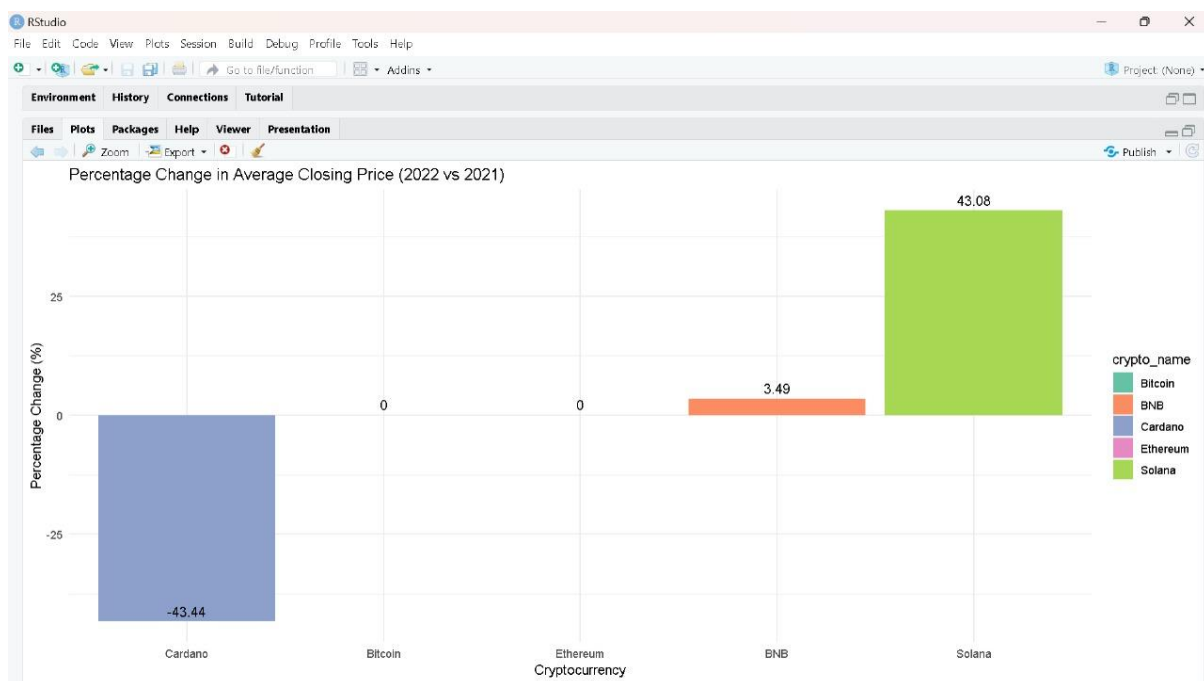 RStudio
File Edit Code View Plots Session Build Debug Profile Tools Help
Go to file/function Addins Project: (None)
Environment History Connections Tutorial
Files Plots Packages Help Viewer Presentation
Zoom Export Publish
Percentage Change in Average Closing Price (2022 vs 2021)
43.08
25
3.49
0 0 0
-25
-43.44
Percentage Change (%)
Cardano Bitcoin Ethereum BNB Solana
Cryptocurrency
crypto_name
Bitcoin
BNB
Cardano
Ethereum
Solana